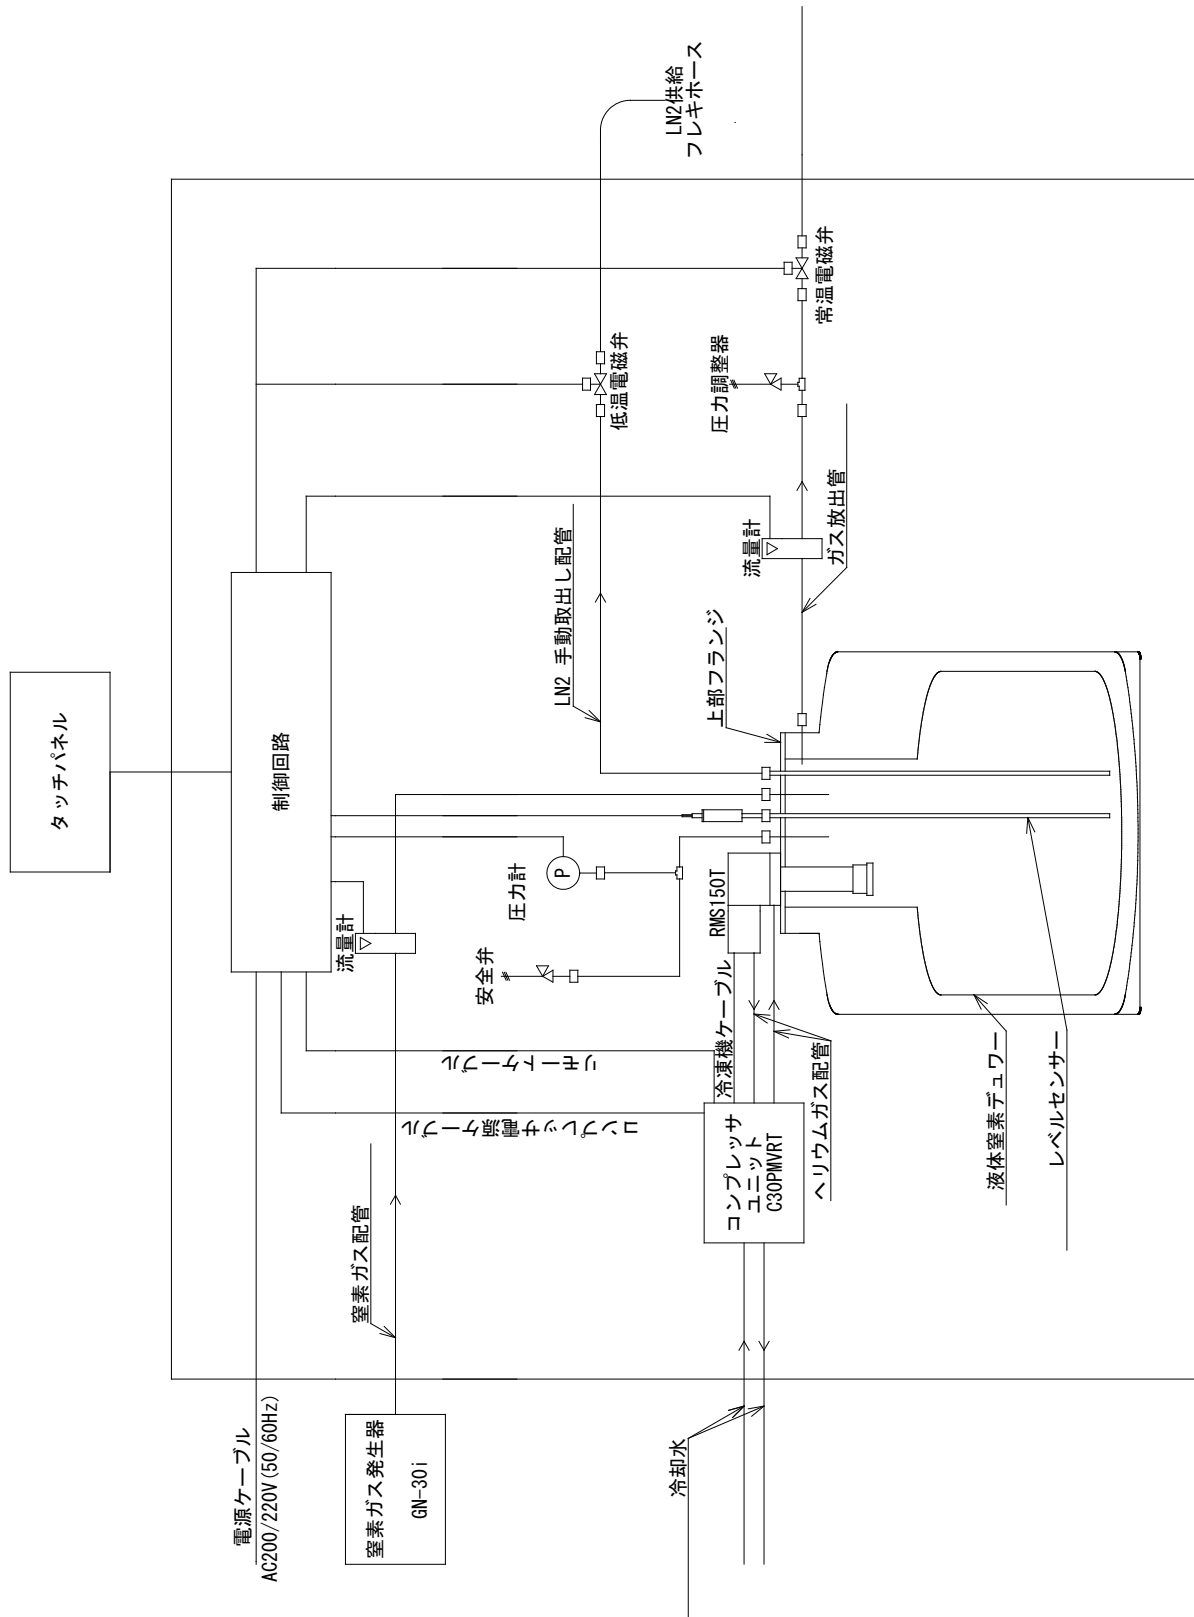 タッチパネル
制御回路
電源ケーブル
AC200/220V(50/60Hz)
窒素ガス発生器
GN-30i
窒素ガス配管
流量計
圧力計
P
安全弁
リモートケーブル
コンプレッサ電源ケーブル
LN2 手動取出し配管
低温電磁弁
LN2供給
フレキホース
常温電磁弁
圧力調整器
流量計
ガス放出管
上部フランジ
RMS150T
冷凍機ケーブル
コンプレッサ
ユニット
C30PMVRT
ヘリウムガス配管
冷却水
液体窒素デュワー
レベルセンサー